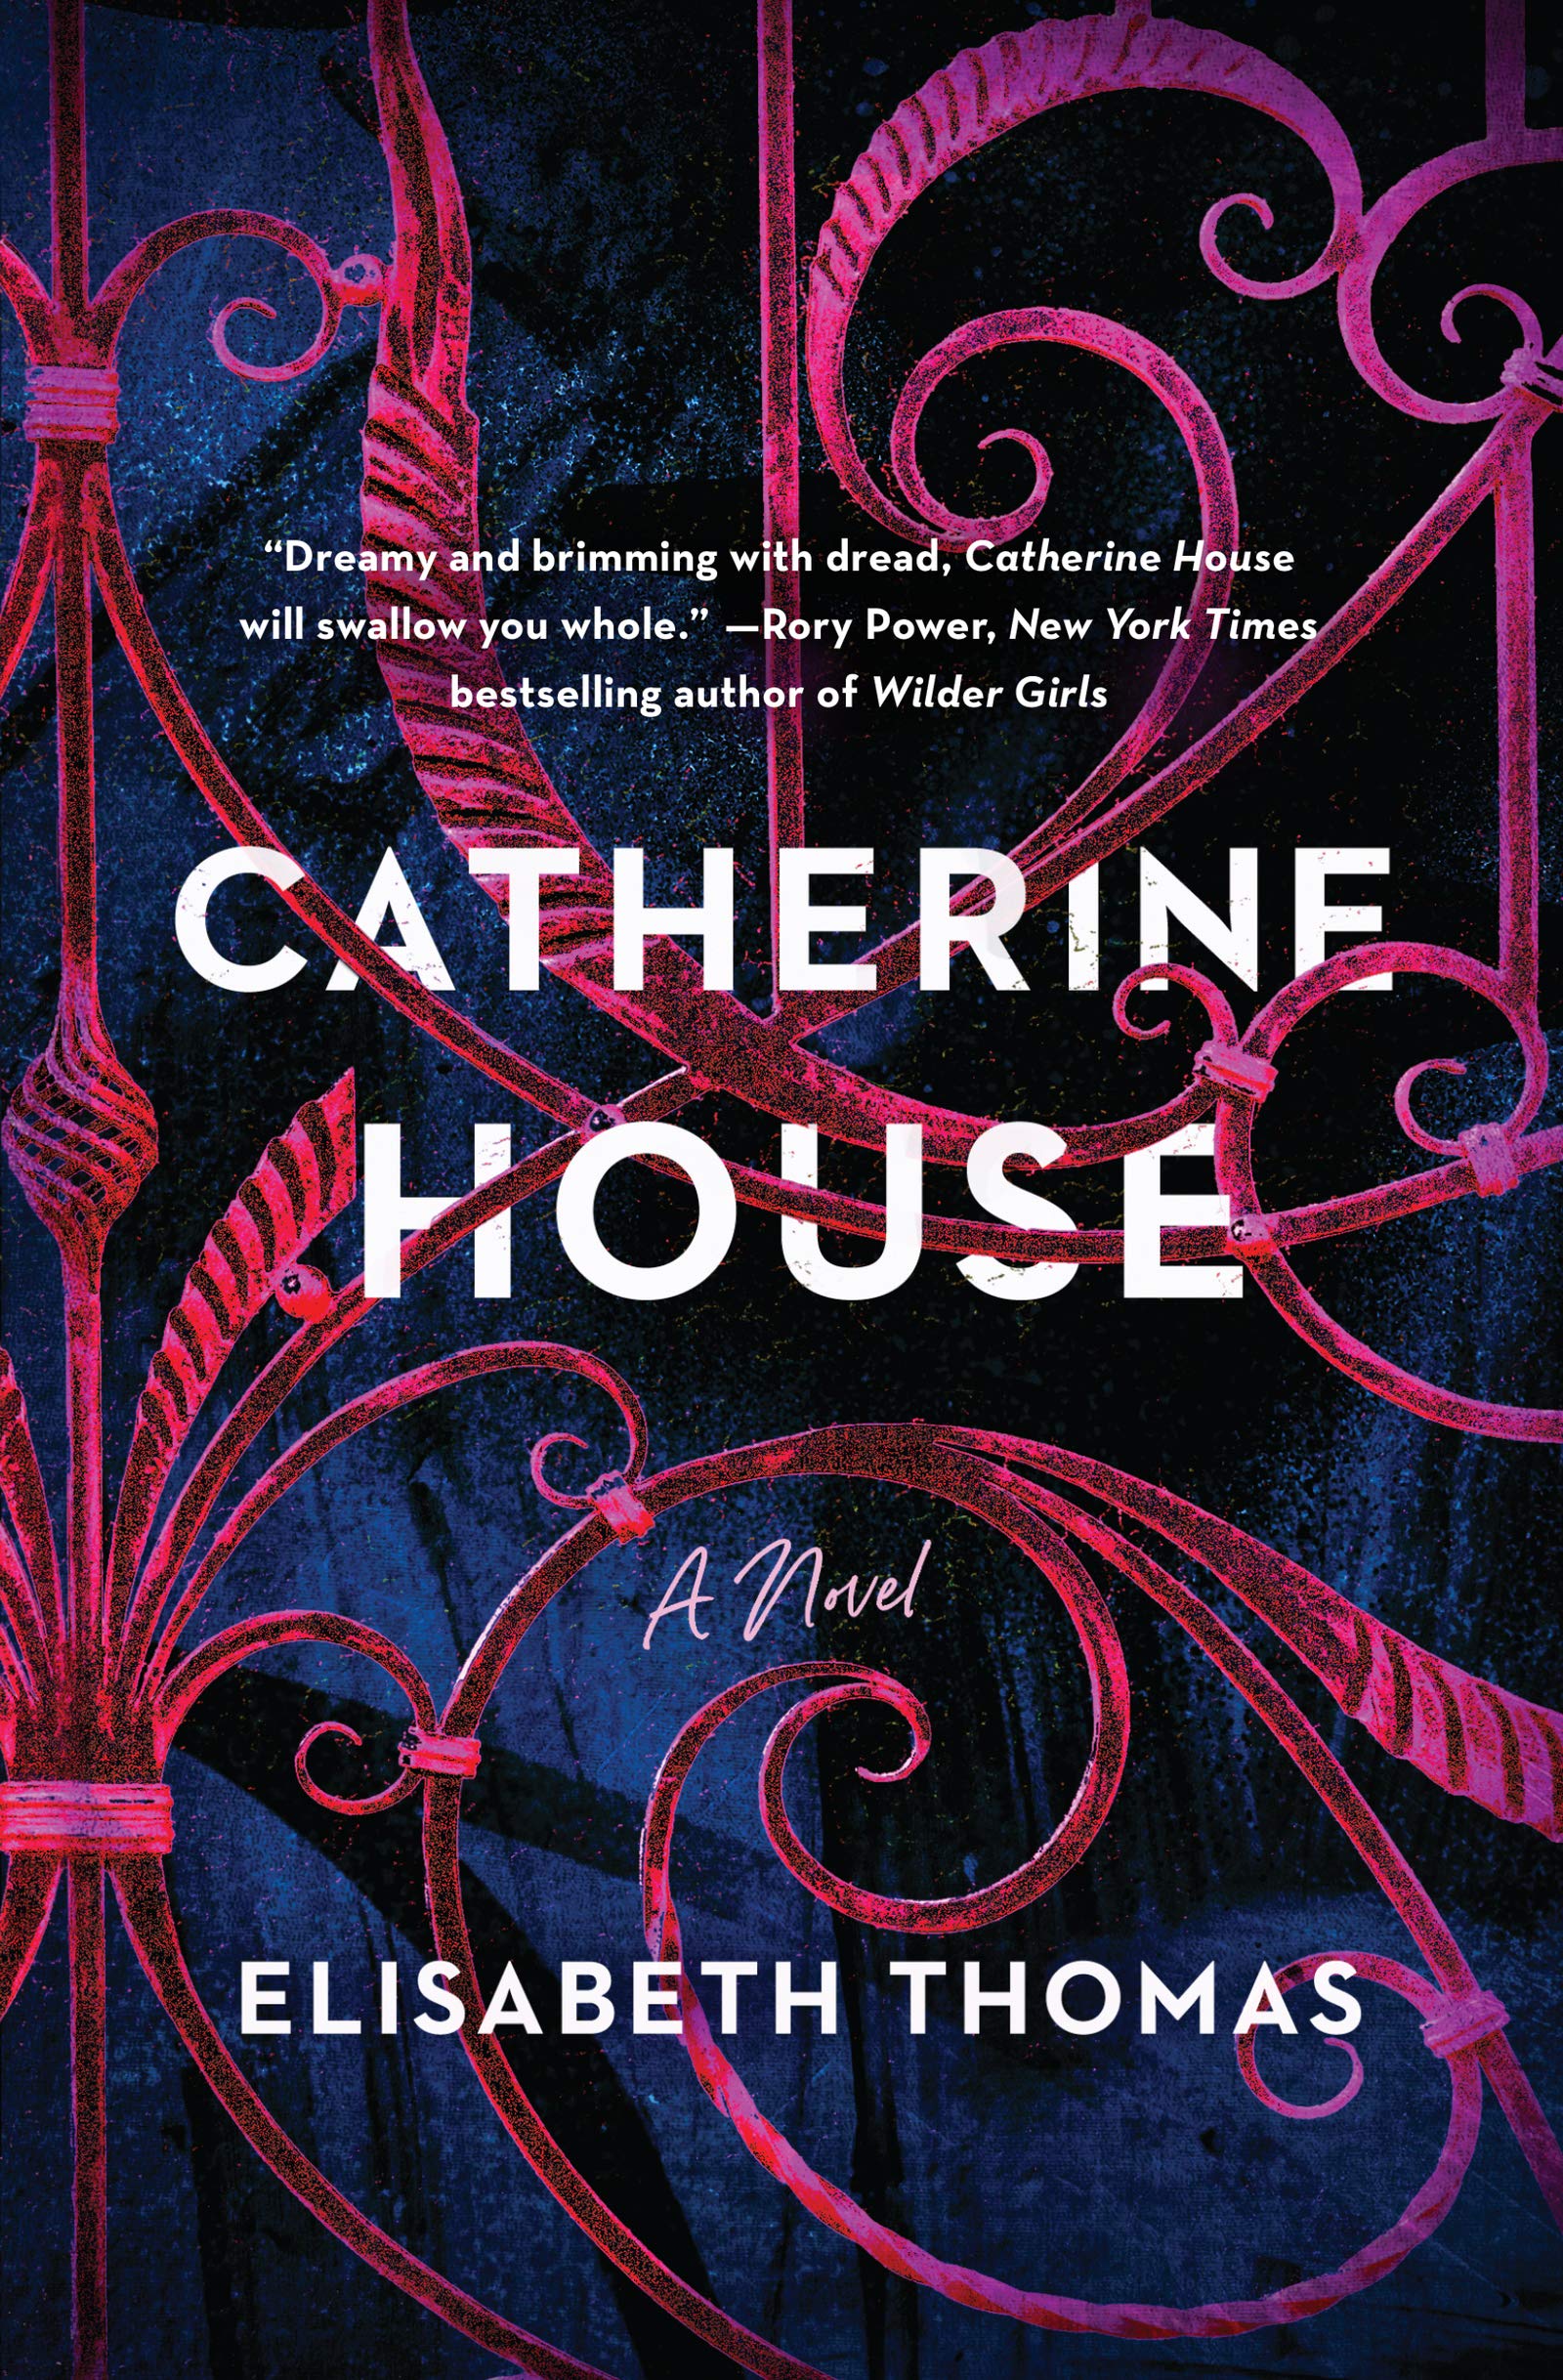 “Dreamy and brimming with dread, Catherine House
will swallow you whole.” —Rory Power, New York Times
bestselling author of Wilder Girls
CATHERINE
HOUSE
A Novel
ELISABETH THOMAS